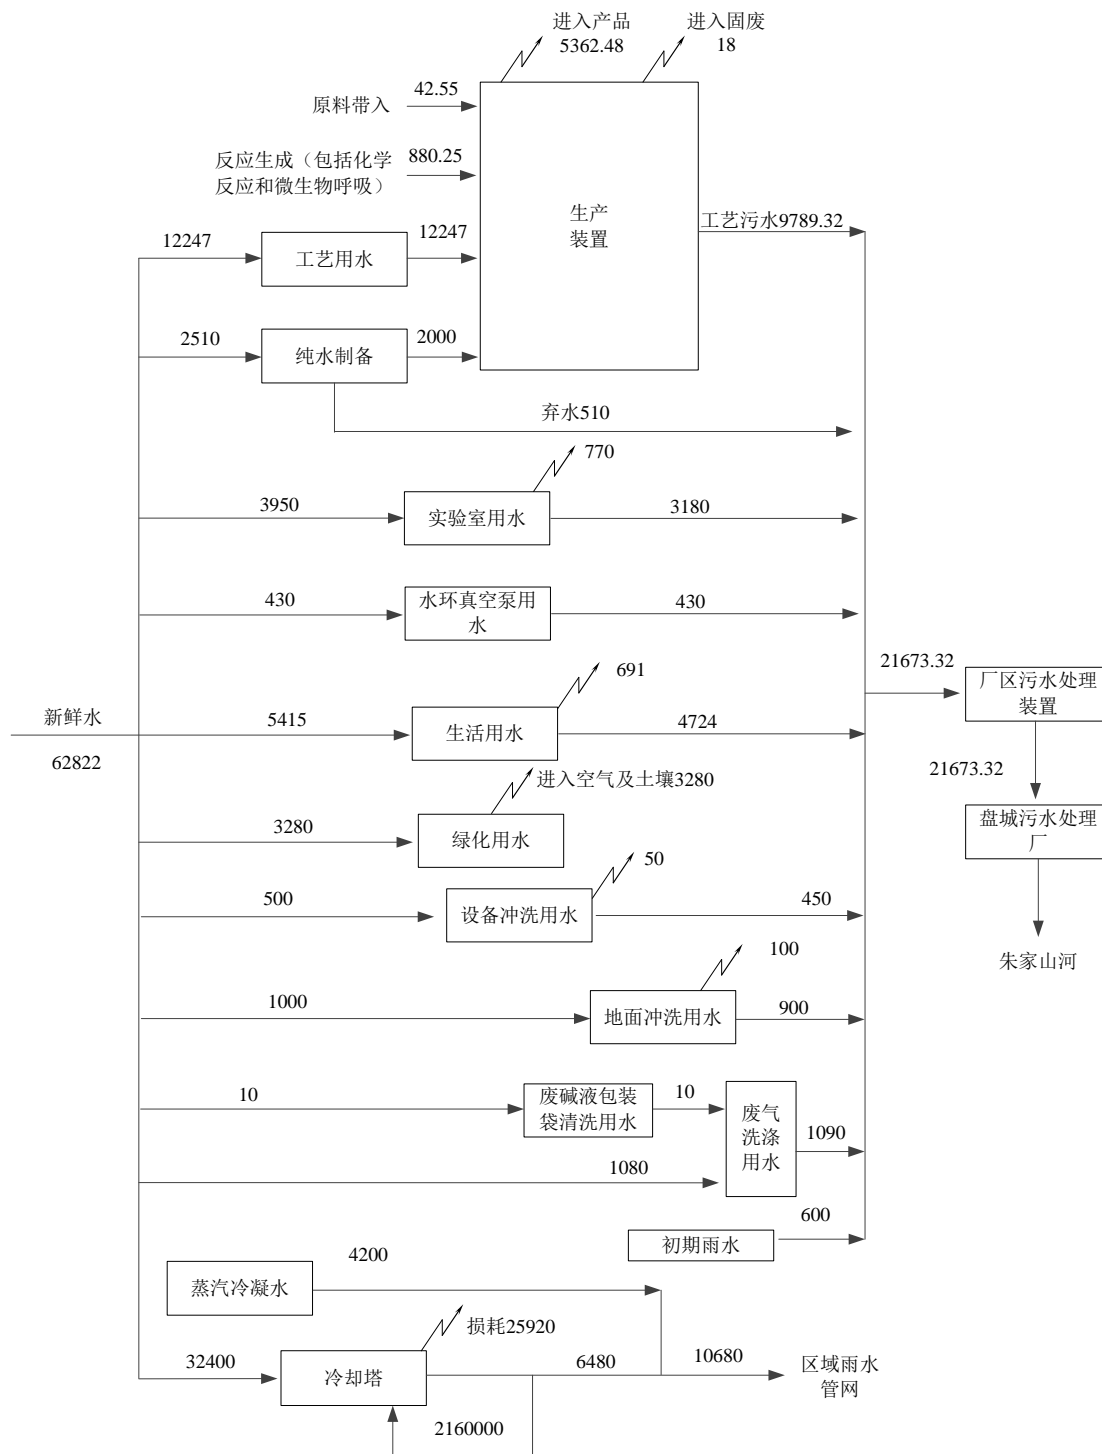 进入产品
5362.48
进入固废
18
42.55
原料带入
反应生成（包括化学
反应和微生物呼吸）
880.25
生产
装置
工艺污水9789.32
12247
工艺用水
12247
2510
纯水制备
2000
弃水510
770
3950
实验室用水
3180
430
水环真空泵用
水
430
21673.32
厂区污水处理
装置
691
新鲜水
62822
5415
生活用水
4724
21673.32
进入空气及土壤3280
3280
绿化用水
盘城污水处理
厂
50
500
设备冲洗用水
450
朱家山河
100
1000
地面冲洗用水
900
10
废碱液包装
袋清洗用水
10
废气
洗涤
用水
1090
1080
600
初期雨水
4200
蒸汽冷凝水
损耗25920
32400
冷却塔
6480
10680
区域雨水
管网
2160000